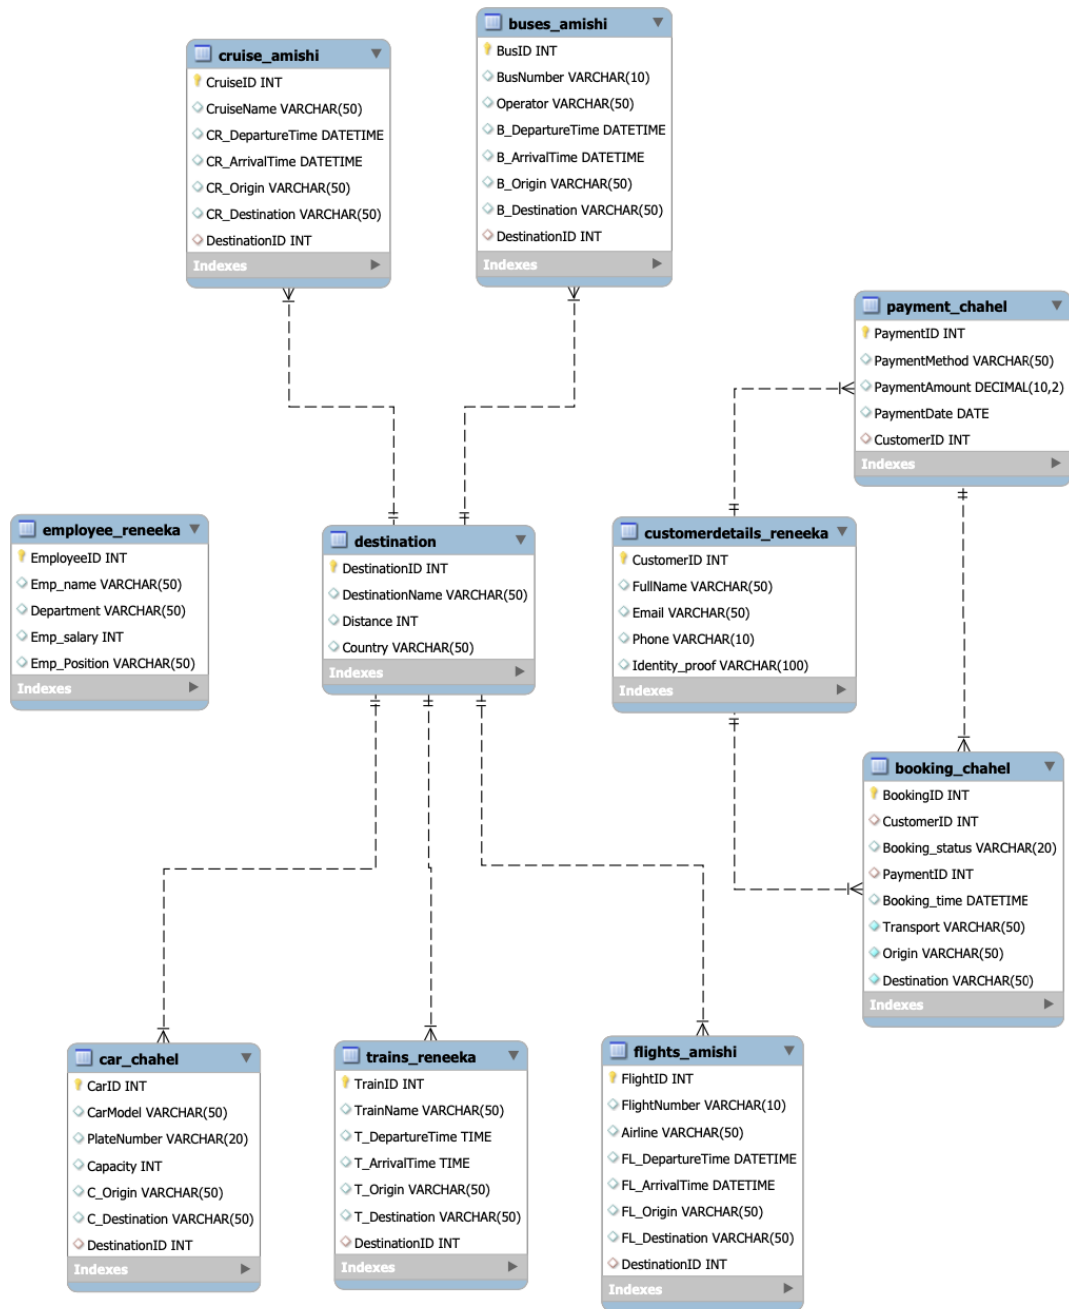 cruise_amishi
CruiseID INT
CruiseName VARCHAR(50)
CR_DepartureTime DATETIME
CR_ArrivalTime DATETIME
CR_Origin VARCHAR(50)
CR_Destination VARCHAR(50)
DestinationID INT
Indexes
buses_amishi
BusID INT
BusNumber VARCHAR(10)
Operator VARCHAR(50)
B_DepartureTime DATETIME
B_ArrivalTime DATETIME
B_Origin VARCHAR(50)
B_Destination VARCHAR(50)
DestinationID INT
Indexes
payment_chahel
PaymentID INT
PaymentMethod VARCHAR(50)
PaymentAmount DECIMAL(10,2)
PaymentDate DATE
CustomerID INT
Indexes
employee_reneeka
EmployeeID INT
Emp_name VARCHAR(50)
Department VARCHAR(50)
Emp_salary INT
Emp_Position VARCHAR(50)
Indexes
destination
DestinationID INT
DestinationName VARCHAR(50)
Distance INT
Country VARCHAR(50)
Indexes
customerdetails_reneeka
CustomerID INT
FullName VARCHAR(50)
Email VARCHAR(50)
Phone VARCHAR(10)
Identity_proof VARCHAR(100)
Indexes
booking_chahel
BookingID INT
CustomerID INT
Booking_status VARCHAR(20)
PaymentID INT
Booking_time DATETIME
Transport VARCHAR(50)
Origin VARCHAR(50)
Destination VARCHAR(50)
Indexes
car_chahel
CarID INT
CarModel VARCHAR(50)
PlateNumber VARCHAR(20)
Capacity INT
C_Origin VARCHAR(50)
C_Destination VARCHAR(50)
DestinationID INT
Indexes
trains_reneeka
TrainID INT
TrainName VARCHAR(50)
T_DepartureTime TIME
T_ArrivalTime TIME
T_Origin VARCHAR(50)
T_Destination VARCHAR(50)
DestinationID INT
Indexes
flights_amishi
FlightID INT
FlightNumber VARCHAR(10)
Airline VARCHAR(50)
FL_DepartureTime DATETIME
FL_ArrivalTime DATETIME
FL_Origin VARCHAR(50)
FL_Destination VARCHAR(50)
DestinationID INT
Indexes